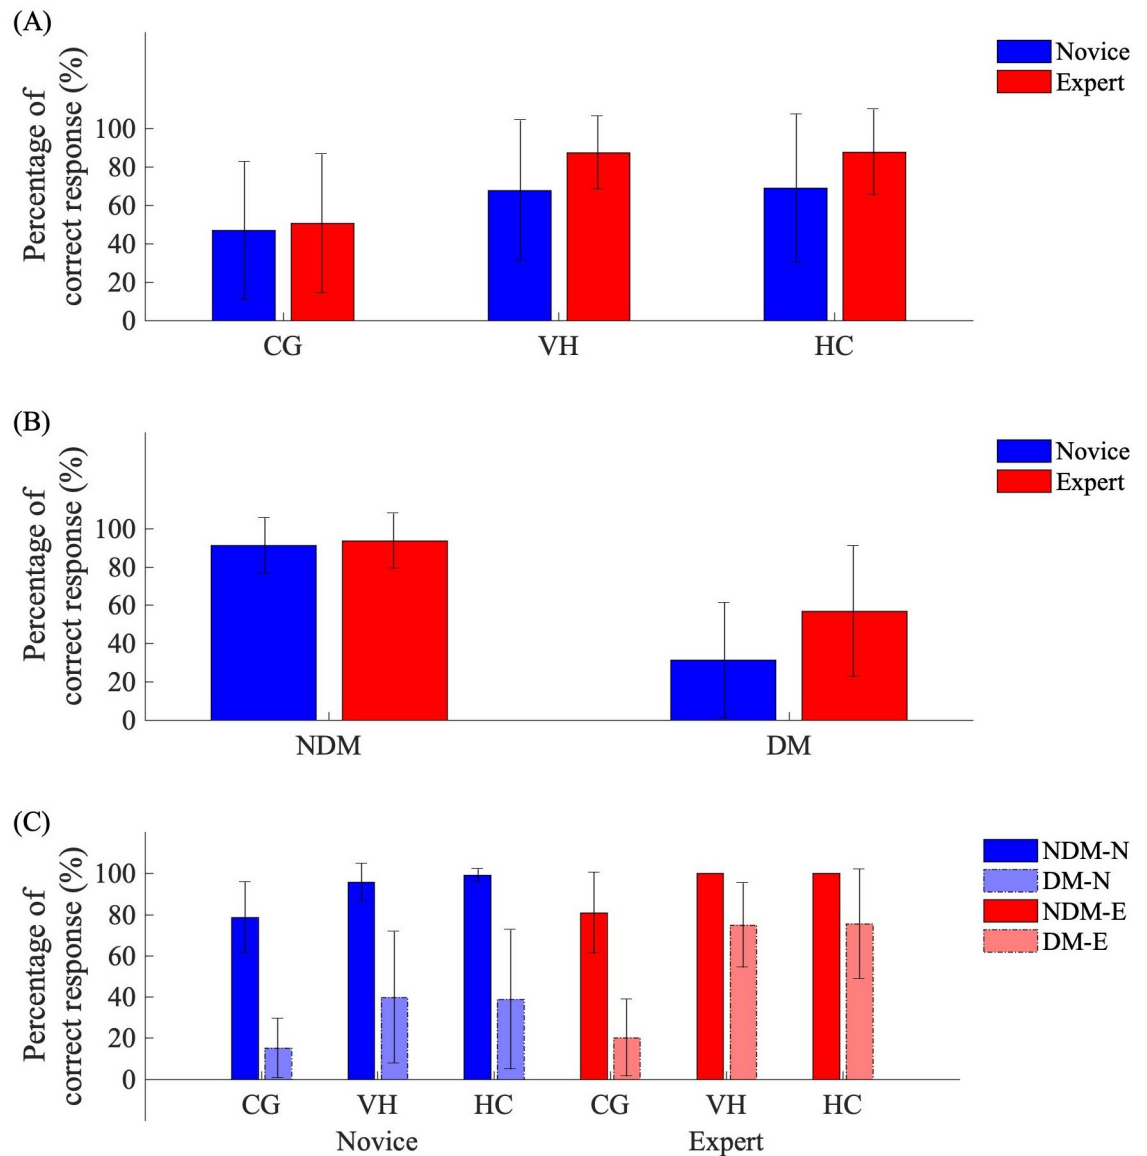 (A)
Percentage of
correct response (%)
100
80
60
40
20
0
CG VH HC
Novice
Expert
(B)
Percentage of
correct response (%)
100
80
60
40
20
0
NDM DM
Novice
Expert
(C)
Percentage of
correct response (%)
100
80
60
40
20
0
CG VH HC CG VH HC
Novice Expert
NDM-N
DM-N
NDM-E
DM-E